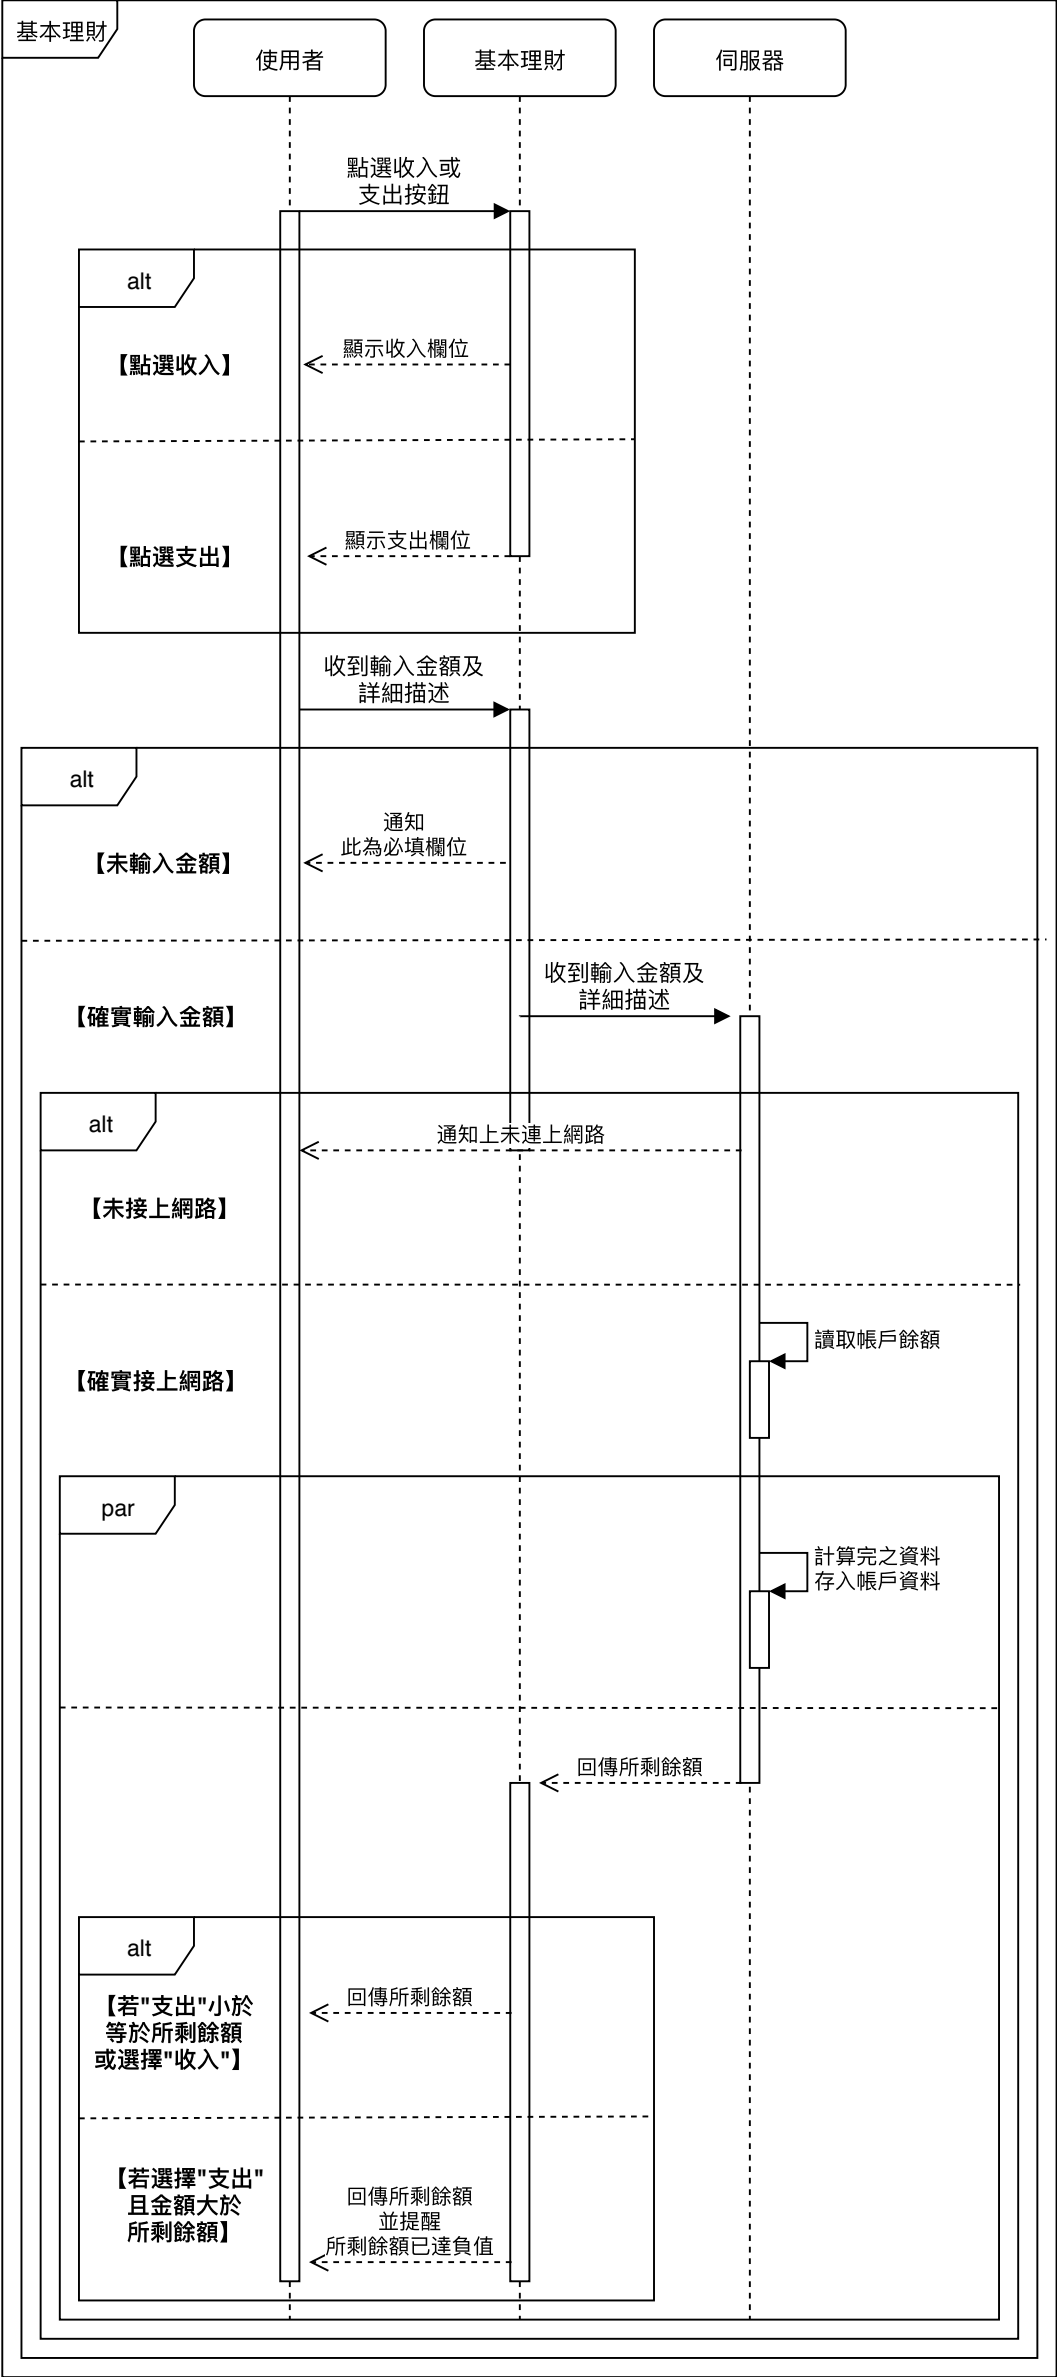 基本理財
使用者
基本理財
伺服器
點選收入或
支出按鈕
alt
顯示收入欄位
【點選收入】
顯示支出欄位
【點選支出】
收到輸入金額及
詳細描述
alt
通知
此為必填欄位
【未輸入金額】
收到輸入金額及
詳細描述
【確實輸入金額】
alt
通知上未連上網路
【未接上網路】
讀取帳戶餘額
【確實接上網路】
par
計算完之資料
存入帳戶資料
回傳所剩餘額
alt
回傳所剩餘額
【若"支出"小於
等於所剩餘額
或選擇"收入"】
【若選擇"支出"
且金額大於
所剩餘額】
回傳所剩餘額
並提醒
所剩餘額已達負值